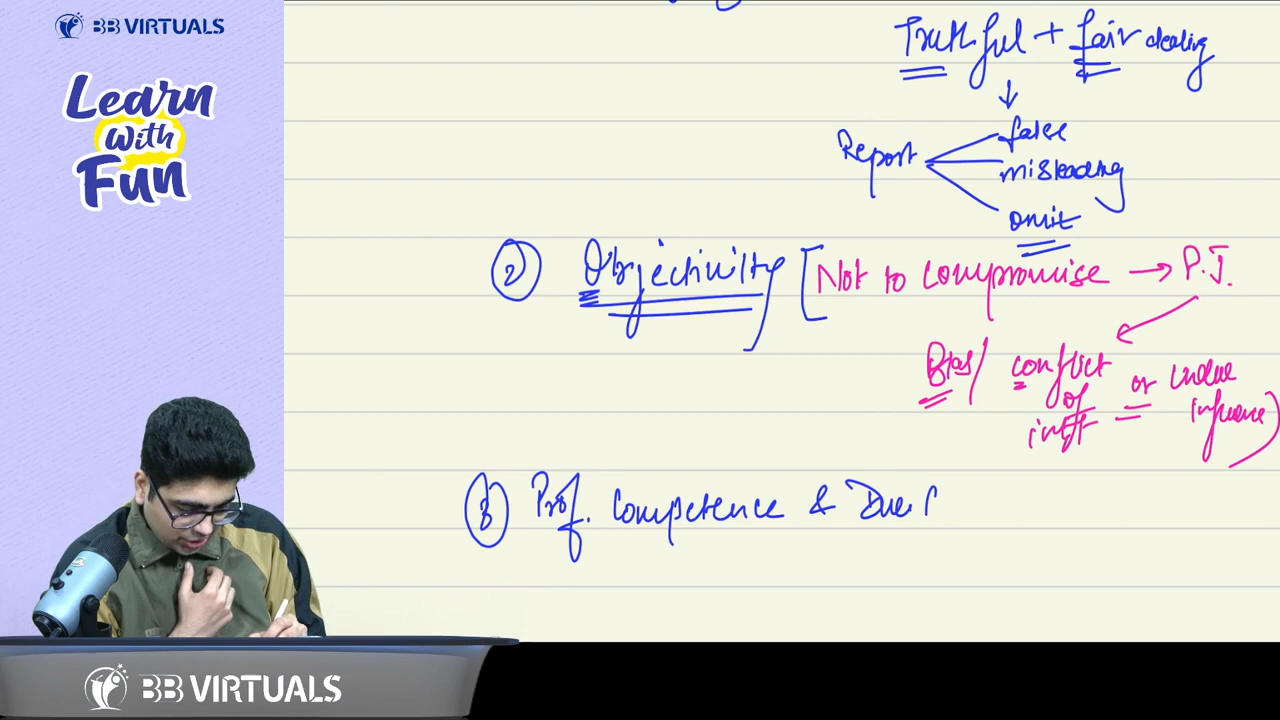 BB VIRTUALS
Learn
With
Fun
Truthful + fair dealing
↓
Report
false
misleading
omit
② Objectivity [Not to compromise → P.J.
Bias / conflict of intst or undue influence)
③ Prof. Competence & Due
BB VIRTUALS